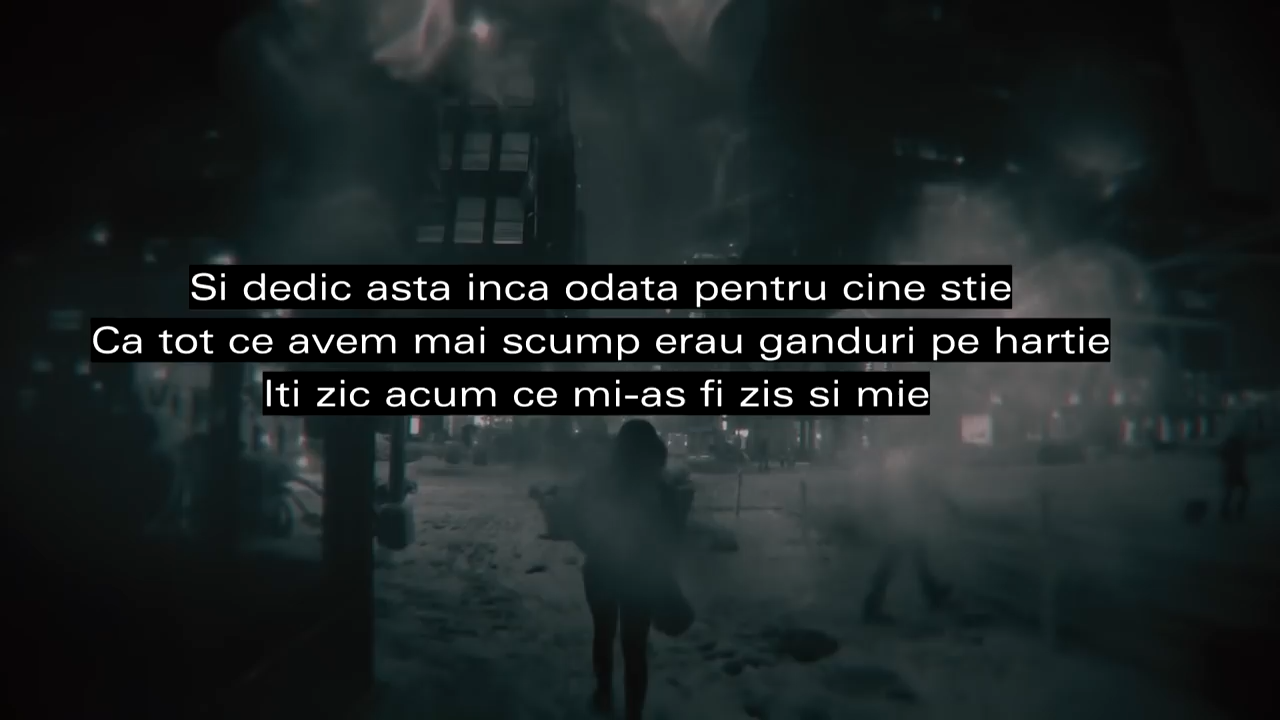 Si dedic asta inca odata pentru cine stie
Ca tot ce avem mai scump erau ganduri pe hartie
Iti zic acum ce mi-as fi zis si mie